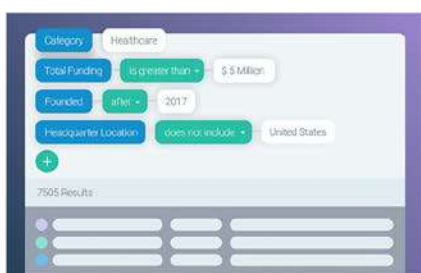 Category Healthcare
Total Funding is greater than $ 5 Million
Founded after 2017
Headquarter Location does not include United States
+
7505 Results